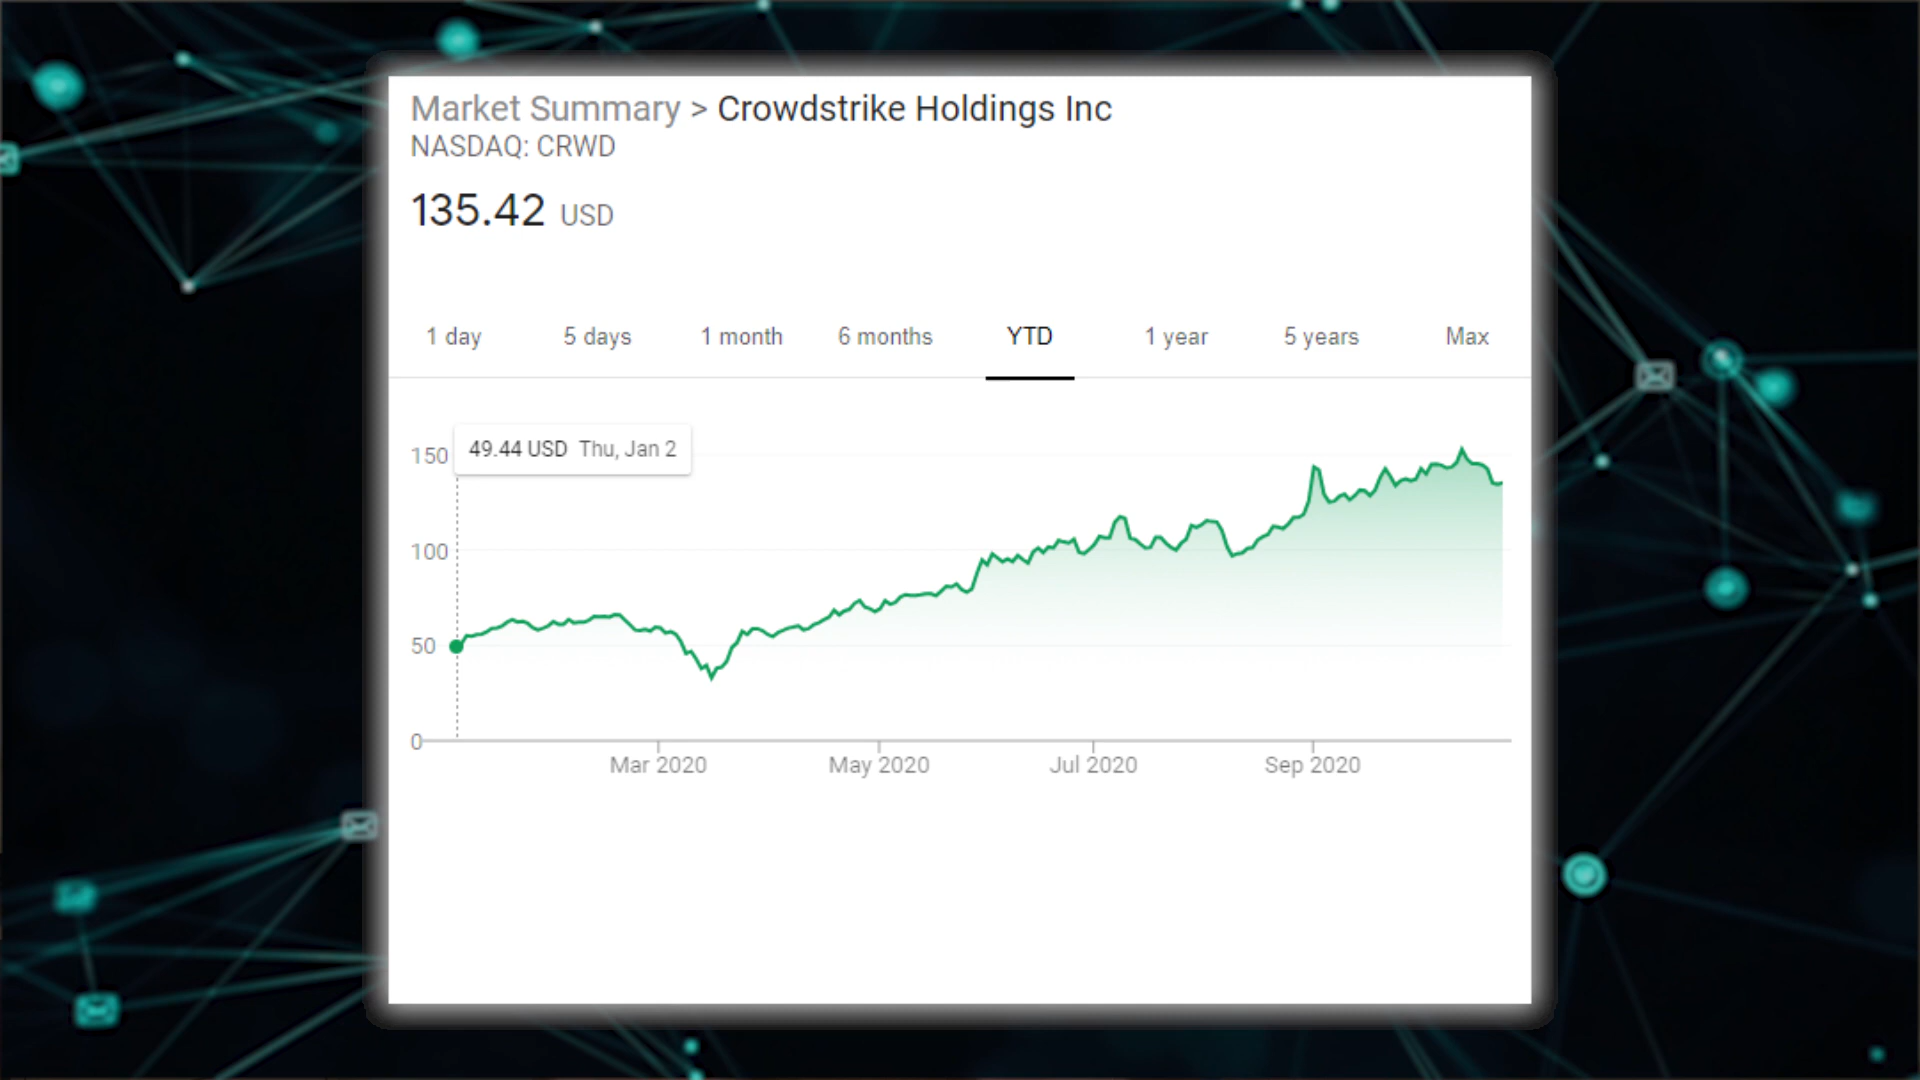 Market Summary > Crowdstrike Holdings Inc
NASDAQ: CRWD
135.42 USD
1 day 5 days 1 month 6 months YTD 1 year 5 years Max
49.44 USD Thu, Jan 2
150
100
50
0
Mar 2020 May 2020 Jul 2020 Sep 2020